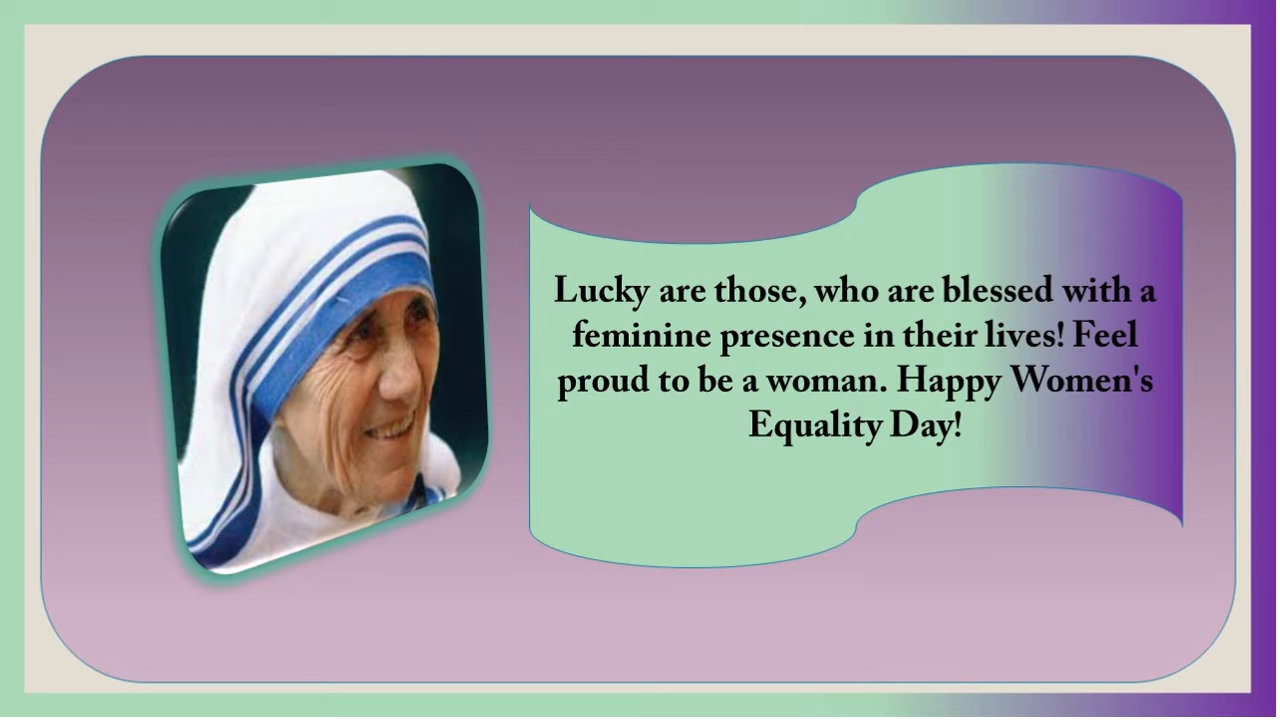 Lucky are those, who are blessed with a
feminine presence in their lives! Feel
proud to be a woman. Happy Women's
Equality Day!